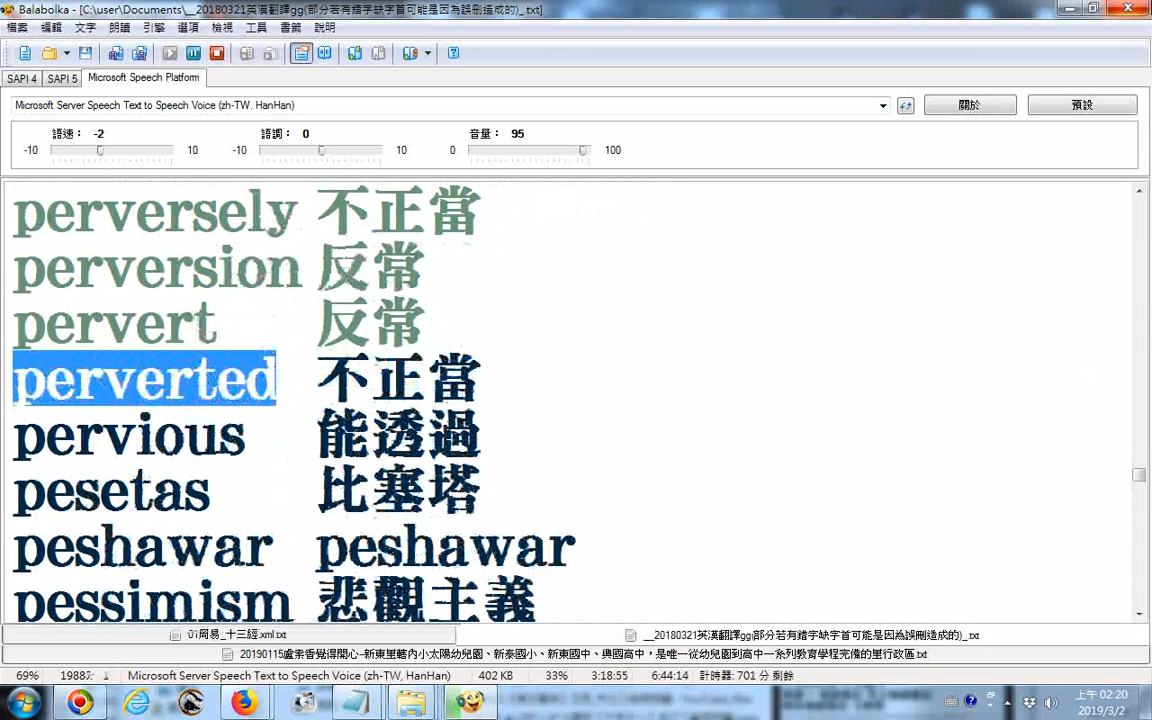 Balabolka - [C:\user\Documents\__20180321英漢翻譯gg(部分若有錯字缺字首可能是因為誤刪造成的)_.txt]
檔案 編輯 文字 朗讀 引擎 選項 檢視 工具 書籤 說明
SAPI 4 SAPI 5 Microsoft Speech Platform
Microsoft Server Speech Text to Speech Voice (zh-TW, HanHan) 關於 預設
語速： -2 語調： 0 音量： 95
-10 10 -10 10 0 100
perversely 不正當
perversion 反常
pervert 反常
perverted 不正當
pervious 能透過
pesetas 比塞塔
peshawar peshawar
pessimism 悲觀主義
01周易_十三經.xml.txt __20180321英漢翻譯gg(部分若有錯字缺字首可能是因為誤刪造成的)_.txt
20190115盧素香覺得開心-新東里轄內小太陽幼兒園、新泰國小、新東國中、興國高中，是唯一從幼兒園到高中一系列教育學程完備的里行政區.txt
69% Microsoft Server Speech Text to Speech Voice (zh-TW, HanHan) 402 KB 33% 3:18:55 6:44:14 計時器: 701 分 剩餘
上午 02:20
2019/3/2